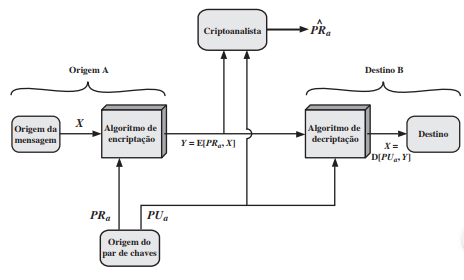 Criptoanalista
P̂Rₐ
Origem A
Destino B
Origem da
mensagem
X
Algoritmo de
encriptação
Y = E[PRₐ, X]
Algoritmo de
decriptação
X =
D[PUₐ, Y]
Destino
PRₐ
PUₐ
Origem do
par de chaves